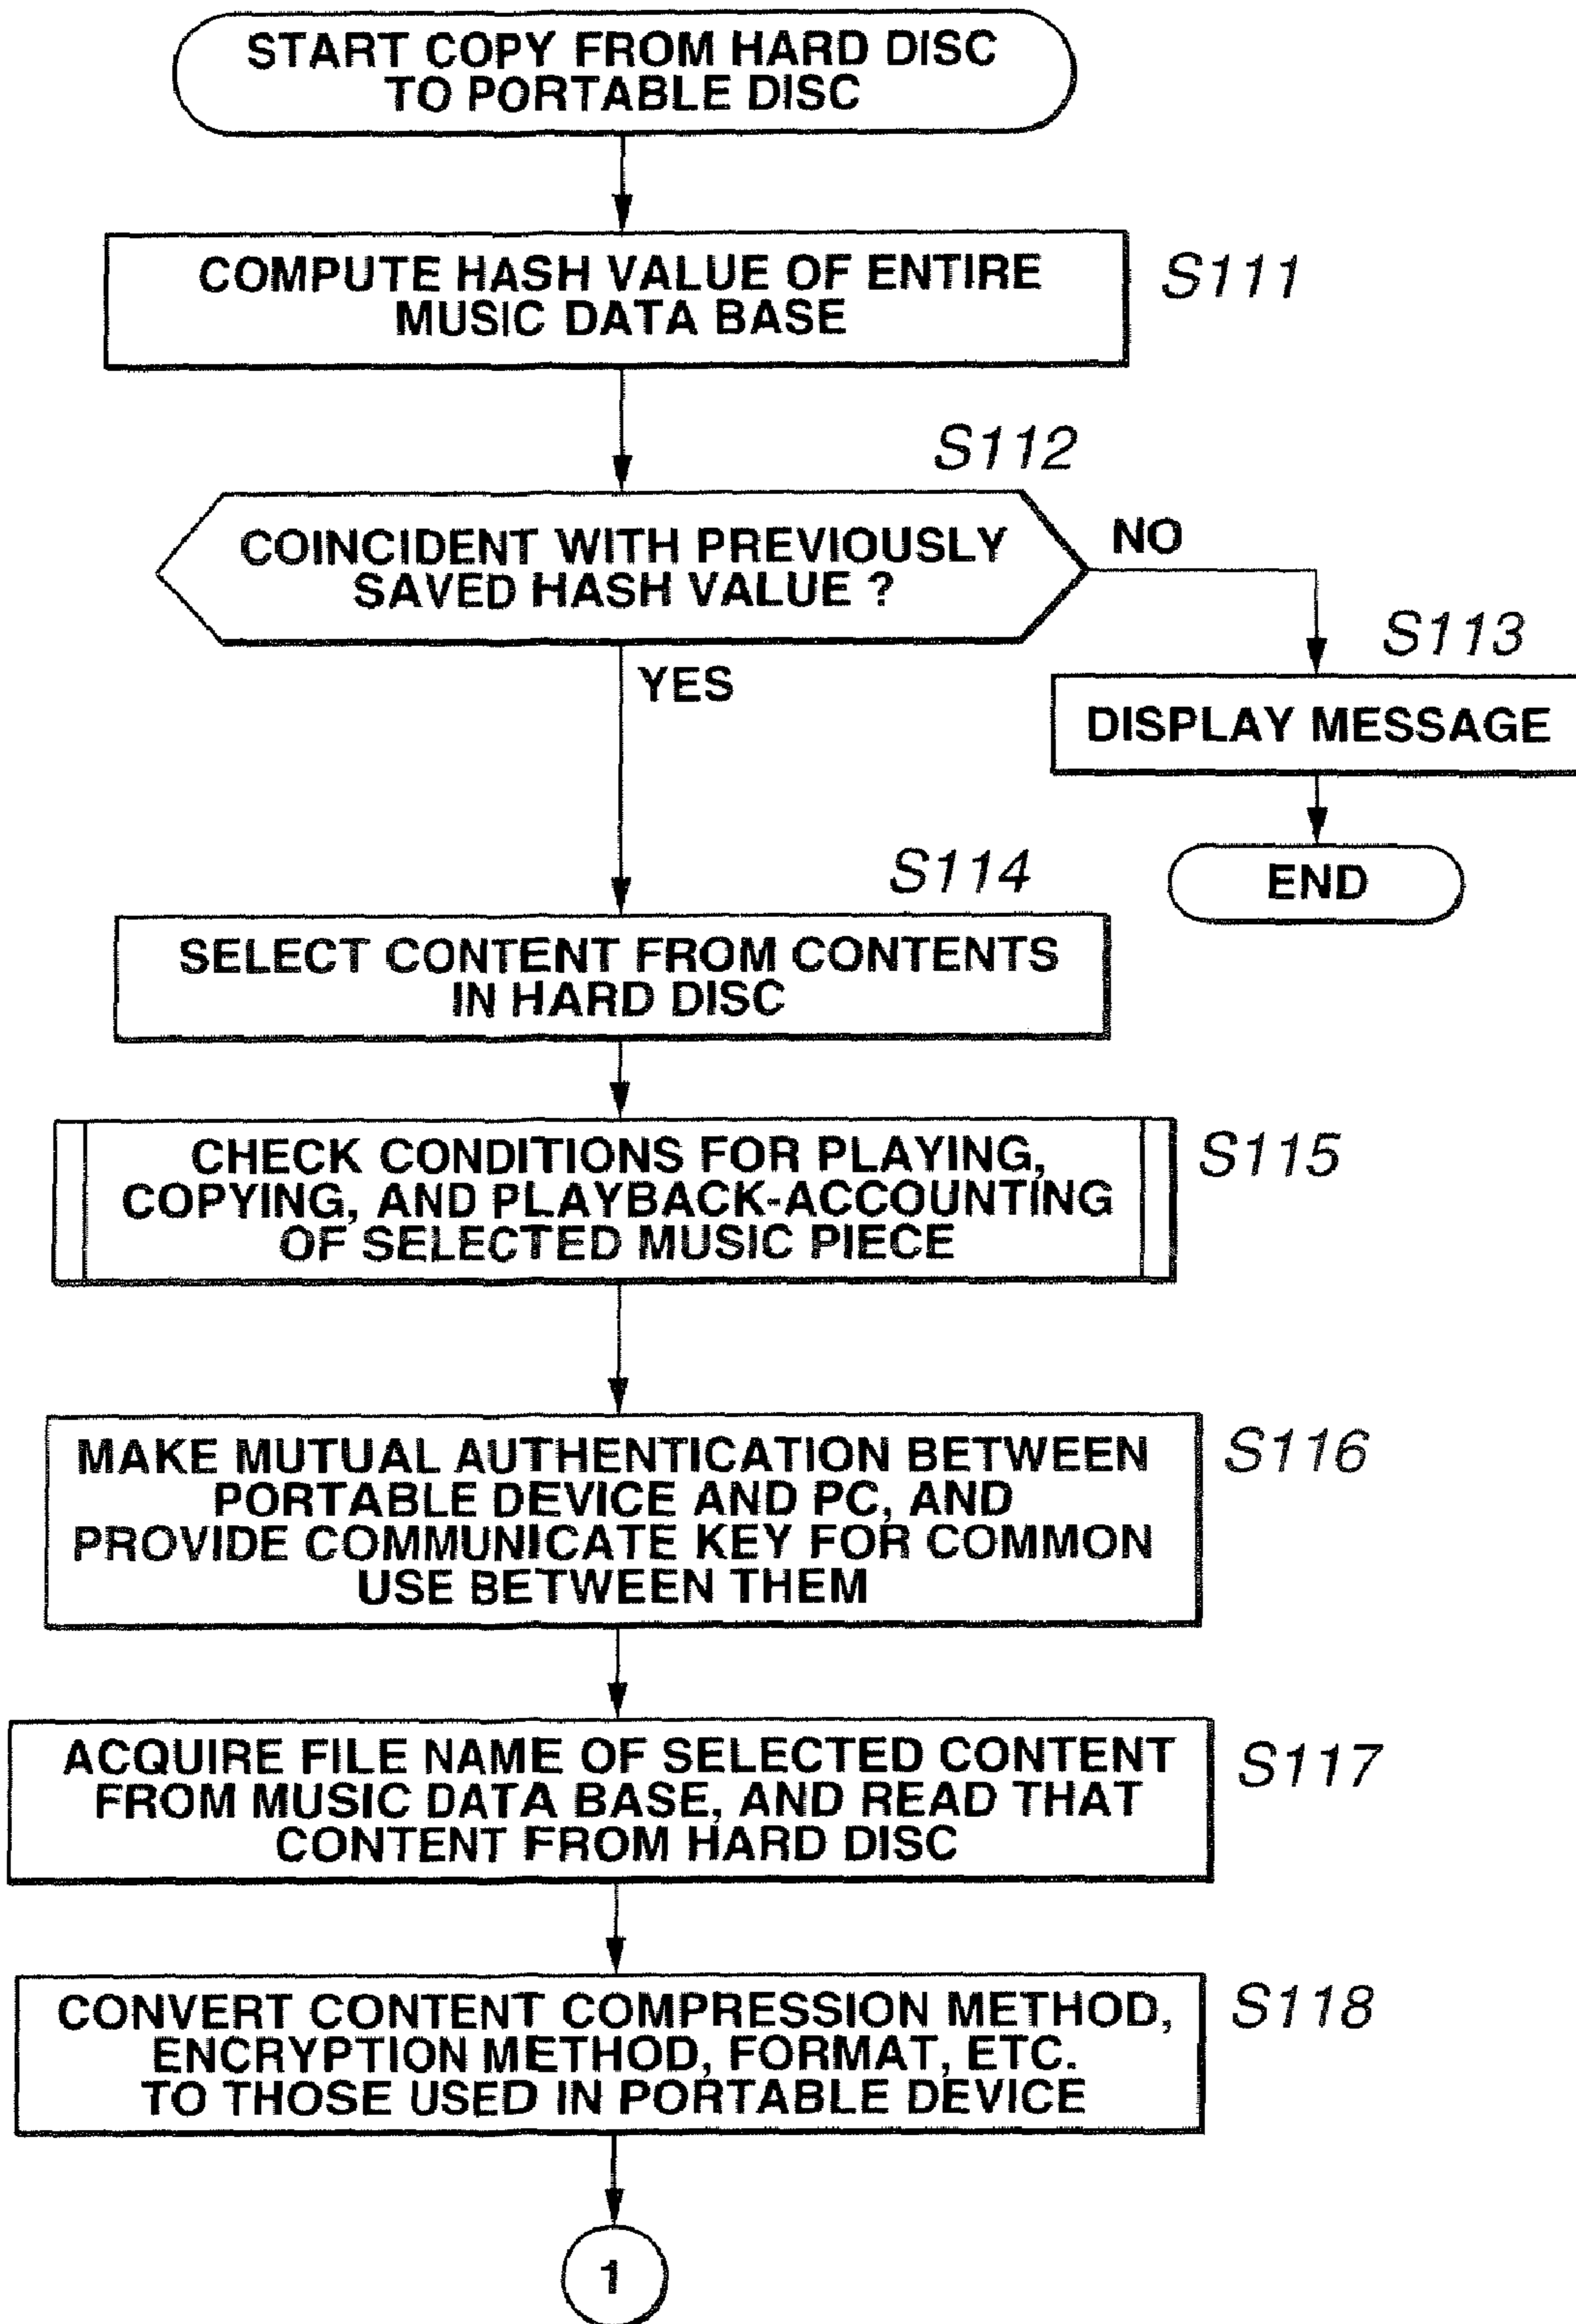 START COPY FROM HARD DISC
TO PORTABLE DISC
COMPUTE HASH VALUE OF ENTIRE
MUSIC DATA BASE
S111
S112
COINCIDENT WITH PREVIOUSLY
SAVED HASH VALUE ?
NO
YES
S113
DISPLAY MESSAGE
END
S114
SELECT CONTENT FROM CONTENTS
IN HARD DISC
CHECK CONDITIONS FOR PLAYING,
COPYING, AND PLAYBACK-ACCOUNTING
OF SELECTED MUSIC PIECE
S115
MAKE MUTUAL AUTHENTICATION BETWEEN
PORTABLE DEVICE AND PC, AND
PROVIDE COMMUNICATE KEY FOR COMMON
USE BETWEEN THEM
S116
ACQUIRE FILE NAME OF SELECTED CONTENT
FROM MUSIC DATA BASE, AND READ THAT
CONTENT FROM HARD DISC
S117
CONVERT CONTENT COMPRESSION METHOD,
ENCRYPTION METHOD, FORMAT, ETC.
TO THOSE USED IN PORTABLE DEVICE
S118
1